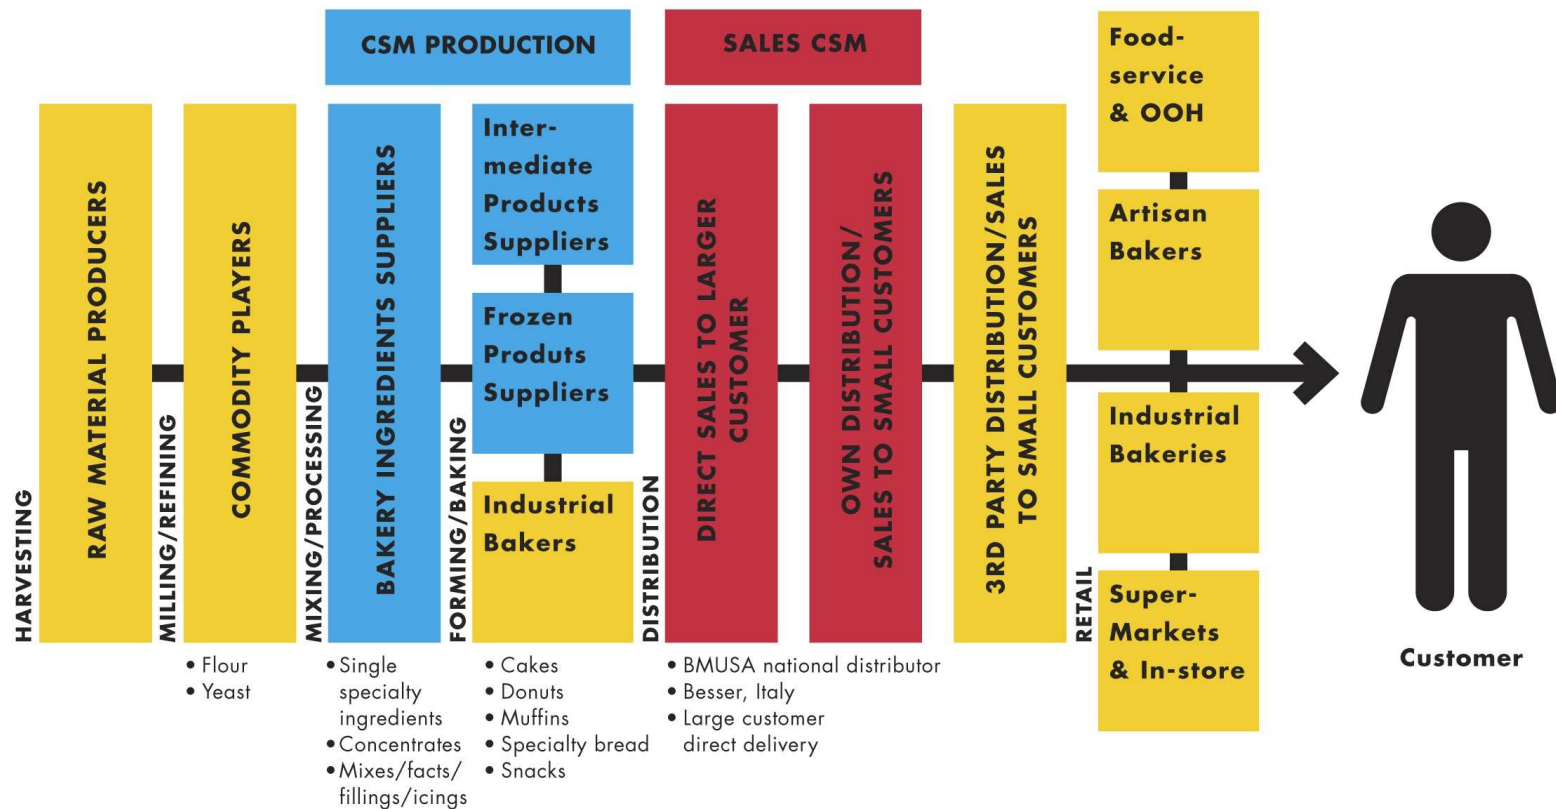 CSM PRODUCTION
SALES CSM
HARVESTING
RAW MATERIAL PRODUCERS
MILLING/REFINING
COMMODITY PLAYERS
• Flour
• Yeast
MIXING/PROCESSING
BAKERY INGREDIENTS SUPPLIERS
• Single
specialty
ingredients
• Concentrates
• Mixes/facts/
fillings/icings
FORMING/BAKING
Inter-
mediate
Products
Suppliers
Frozen
Produts
Suppliers
Industrial
Bakers
• Cakes
• Donuts
• Muffins
• Specialty bread
• Snacks
DISTRIBUTION
DIRECT SALES TO LARGER
CUSTOMER
OWN DISTRIBUTION/
SALES TO SMALL CUSTOMERS
• BMUSA national distributor
• Besser, Italy
• Large customer
direct delivery
3RD PARTY DISTRIBUTION/SALES
TO SMALL CUSTOMERS
RETAIL
Food-
service
& OOH
Artisan
Bakers
Industrial
Bakeries
Super-
Markets
& In-store
Customer